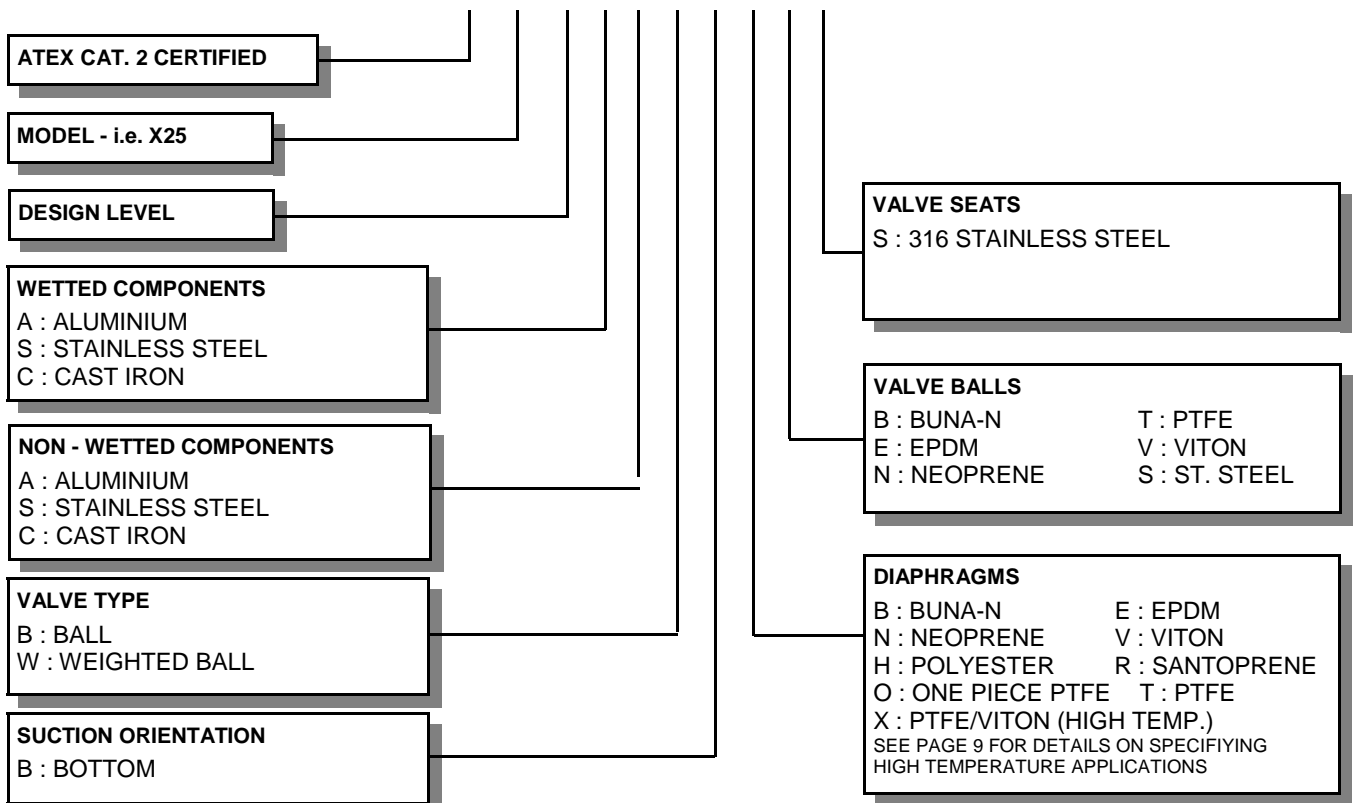 ATEX CAT. 2 CERTIFIED
MODEL - i.e. X25
DESIGN LEVEL
WETTED COMPONENTS
A : ALUMINIUM
S : STAINLESS STEEL
C : CAST IRON
NON - WETTED COMPONENTS
A : ALUMINIUM
S : STAINLESS STEEL
C : CAST IRON
VALVE TYPE
B : BALL
W : WEIGHTED BALL
SUCTION ORIENTATION
B : BOTTOM
VALVE SEATS
S : 316 STAINLESS STEEL
VALVE BALLS
B : BUNA-N T : PTFE
E : EPDM V : VITON
N : NEOPRENE S : ST. STEEL
DIAPHRAGMS
B : BUNA-N E : EPDM
N : NEOPRENE V : VITON
H : POLYESTER R : SANTOPRENE
O : ONE PIECE PTFE T : PTFE
X : PTFE/VITON (HIGH TEMP.)
SEE PAGE 9 FOR DETAILS ON SPECIFIYING
HIGH TEMPERATURE APPLICATIONS